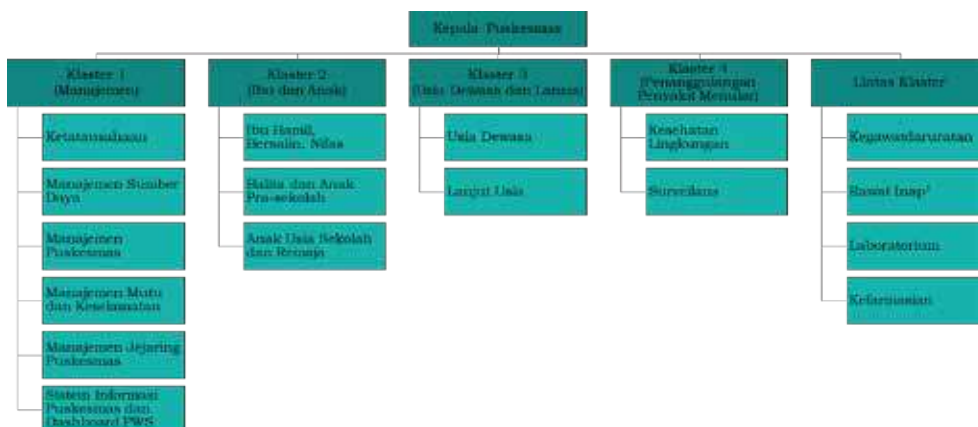 Kepala Puskesmas
Klaster 1
(Manajemen)
Ketatausahaan
Manajemen Sumber
Daya
Manajemen
Puskesmas
Manajemen Mutu
dan Keselamatan
Manajemen Jejaring
Puskesmas
Sistem Informasi
Puskesmas dan
Dashboard PWS
Klaster 2
(Ibu dan Anak)
Ibu Hamil,
Bersalin, Nifas
Balita dan Anak
Pra-sekolah
Anak Usia Sekolah
dan Remaja
Klaster 3
(Usia Dewasa dan Lansia)
Usia Dewasa
Lanjut Usia
Klaster 4
(Penanggulangan
Penyakit Menular)
Kesehatan
Lingkungan
Surveilans
Lintas Klaster
Kegawatdaruratan
Rawat Inap¹
Laboratorium
Kefarmasian